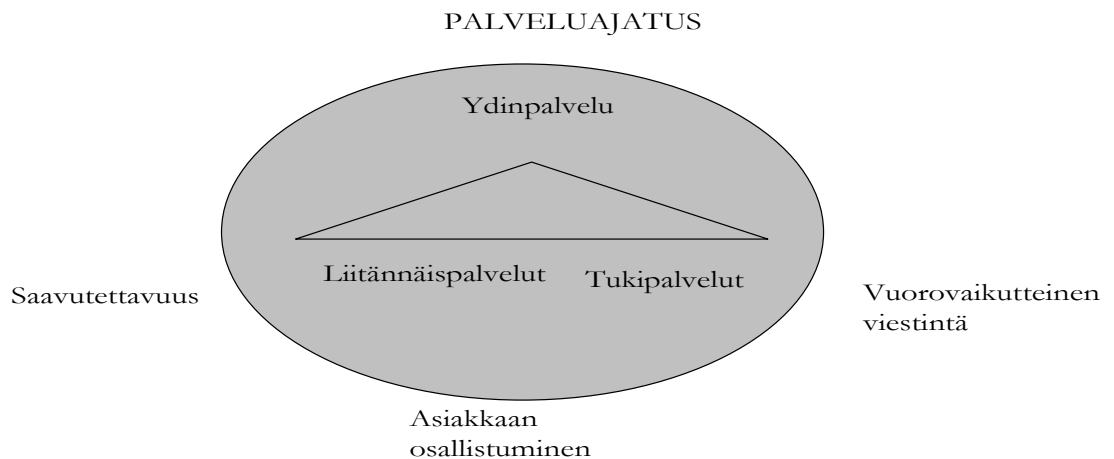 PALVELUAJATUS
Ydinpalvelu
Liitännäispalvelut
Tukipalvelut
Saavutettavuus
Vuorovaikutteinen
viestintä
Asiakkaan
osallistuminen